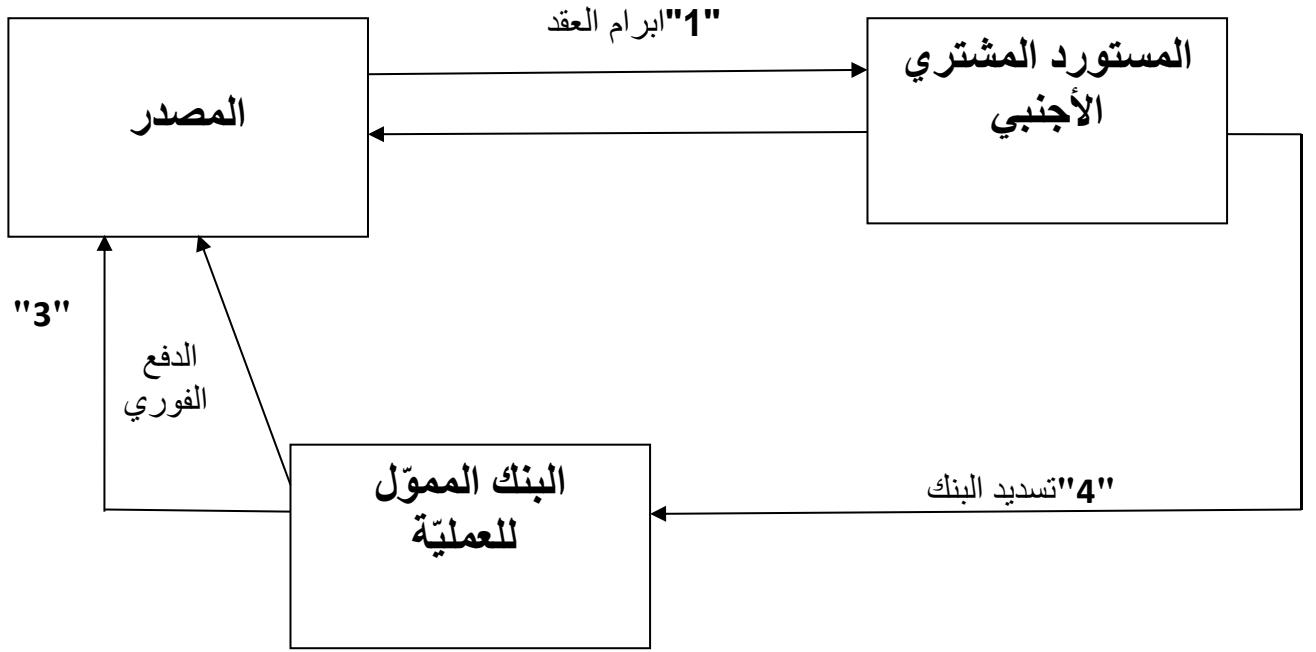 "1"ابرام العقد
المستورد المشتري
الأجنبي
المصدر
"3"
الدفع
الفوري
البنك المموّل
للعمليّة
"4"تسديد البنك